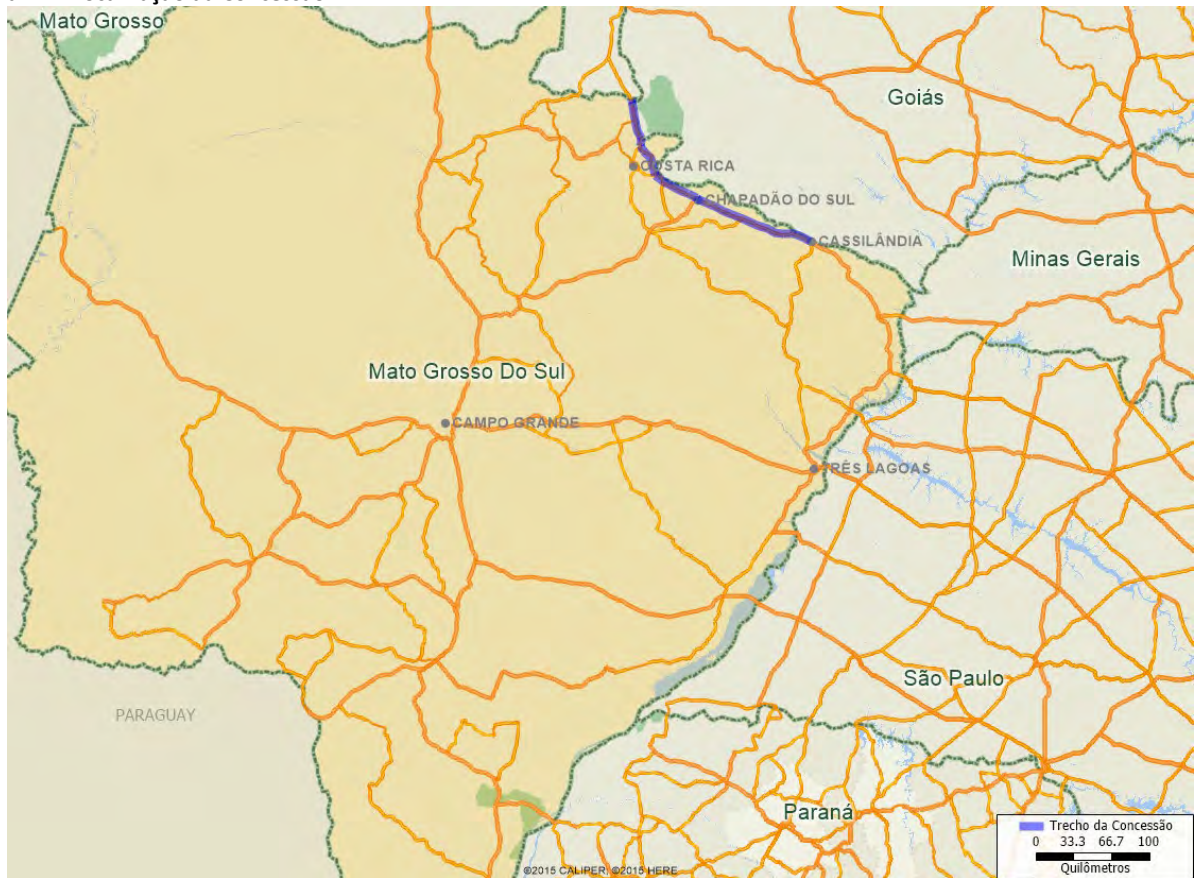 Mato Grosso
Goiás
COSTA RICA
CHAPADÃO DO SUL
CASSILÂNDIA
Minas Gerais
Mato Grosso Do Sul
CAMPO GRANDE
TRÊS LAGOAS
São Paulo
PARAGUAY
Paraná
Trecho da Concessão
0 33.3 66.7 100
Quilômetros
©2015 CALIPER; ©2015 HERE